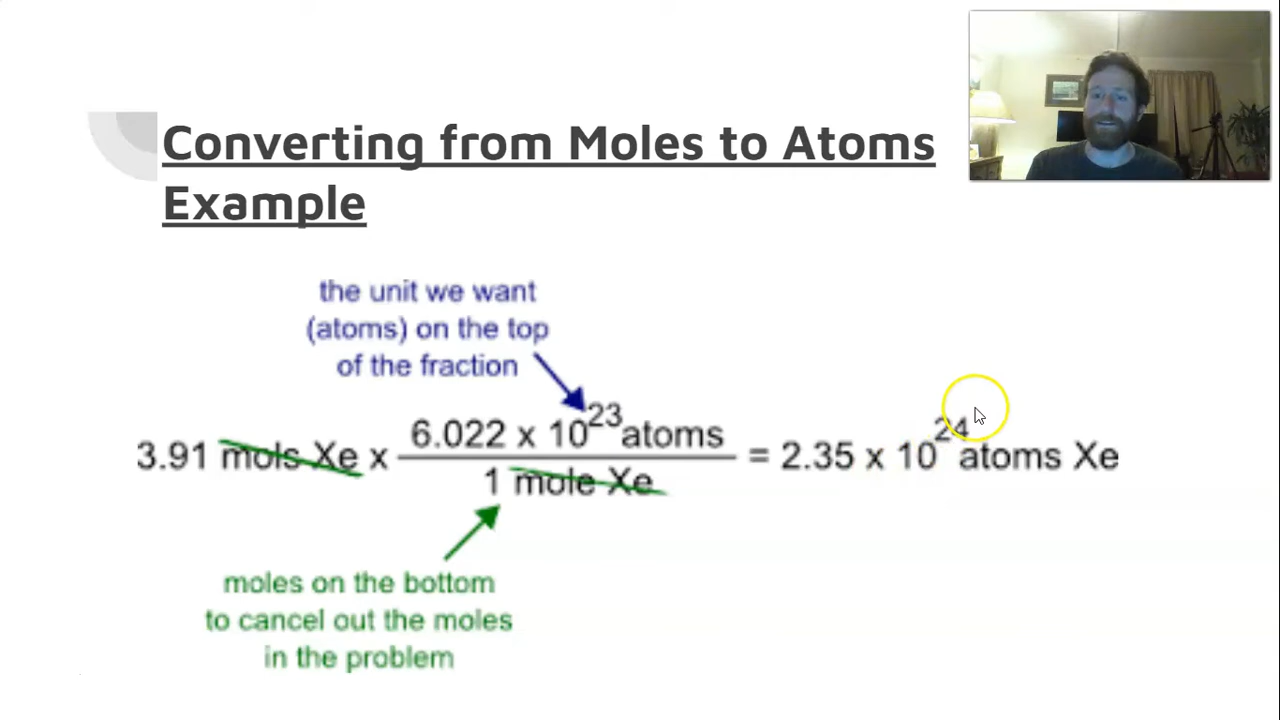 Converting from Moles to Atoms
Example
the unit we want
(atoms) on the top
of the fraction
3.91 mols Xe x 6.022 x 10^23 atoms / 1 mole Xe = 2.35 x 10^24 atoms Xe
moles on the bottom
to cancel out the moles
in the problem